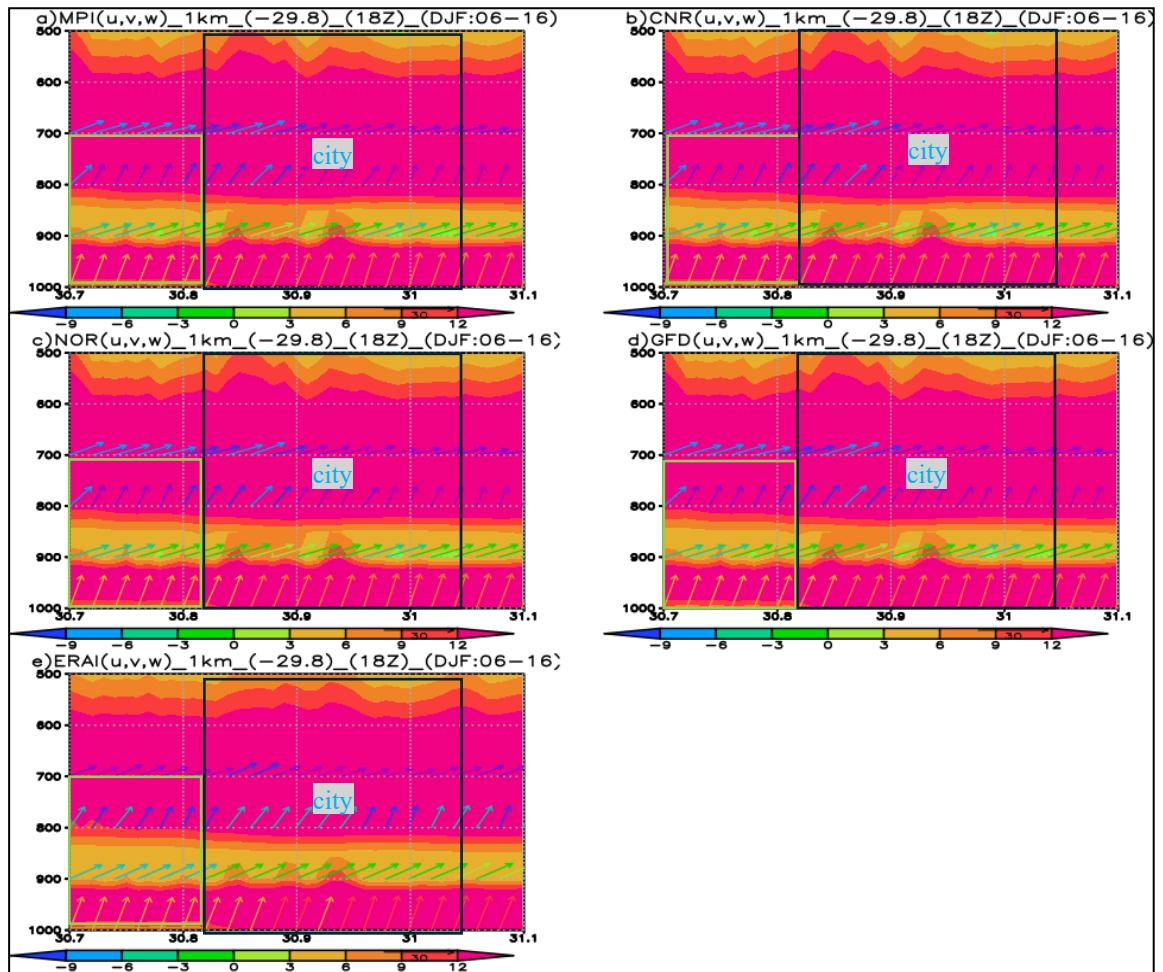 a)MPI(u,v,w)_1km_(−29.8)_(18Z)_(DJF:06−16)
500
600
700
800
900
1000
city
30.7 30.8 30.9 31 31.1
30
−9 −6 −3 0 3 6 9 12
b)CNR(u,v,w)_1km_(−29.8)_(18Z)_(DJF:06−16)
500
600
700
800
900
1000
city
30.7 30.8 30.9 31 31.1
30
−9 −6 −3 0 3 6 9 12
c)NOR(u,v,w)_1km_(−29.8)_(18Z)_(DJF:06−16)
500
600
700
800
900
1000
city
30.7 30.8 30.9 31 31.1
30
−9 −6 −3 0 3 6 9 12
d)GFD(u,v,w)_1km_(−29.8)_(18Z)_(DJF:06−16)
500
600
700
800
900
1000
city
30.7 30.8 30.9 31 31.1
30
−9 −6 −3 0 3 6 9 12
e)ERAI(u,v,w)_1km_(−29.8)_(18Z)_(DJF:06−16)
500
600
700
800
900
1000
city
30.7 30.8 30.9 31 31.1
30
−9 −6 −3 0 3 6 9 12